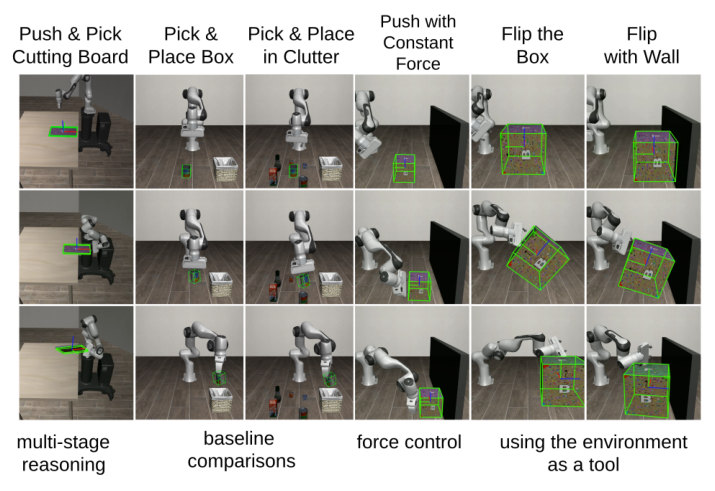 Push & Pick
Cutting Board
Pick &
Place Box
Pick & Place
in Clutter
Push with
Constant
Force
Flip the
Box
Flip
with Wall
multi-stage
reasoning
baseline
comparisons
force control
using the environment
as a tool